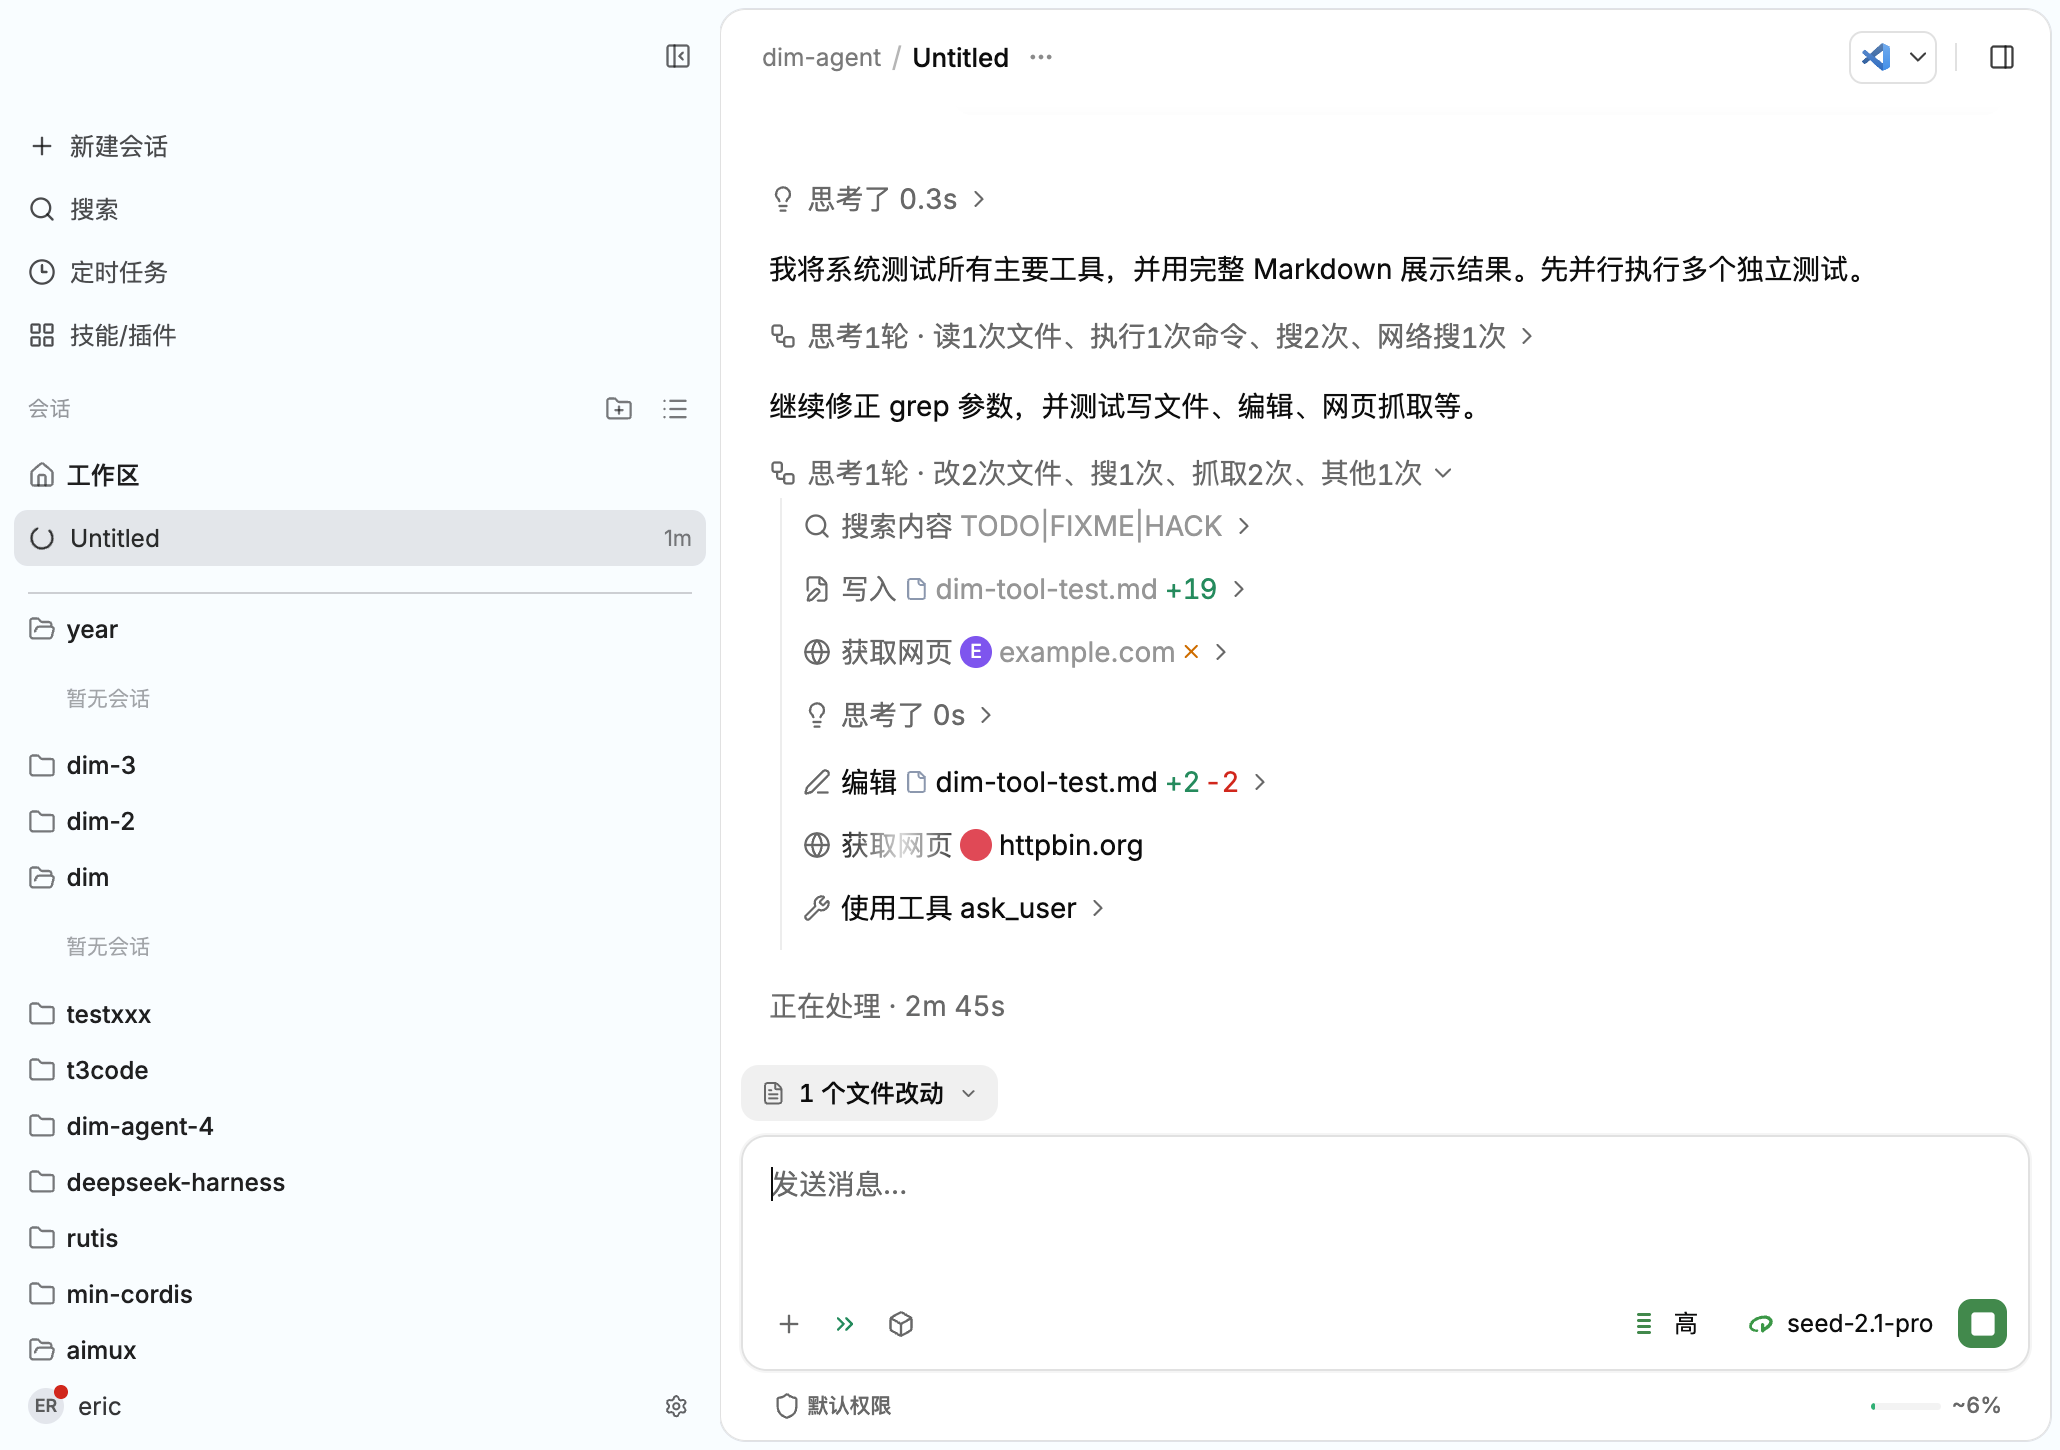 新建会话
搜索
定时任务
技能/插件
会话
工作区
Untitled 1m
year
暂无会话
dim-3
dim-2
dim
暂无会话
testxxx
t3code
dim-agent-4
deepseek-harness
rutis
min-cordis
aimux
ER eric
dim-agent / Untitled ···
思考了 0.3s
我将系统测试所有主要工具，并用完整 Markdown 展示结果。先并行执行多个独立测试。
思考1轮 · 读1次文件、执行1次命令、搜2次、网络搜1次
继续修正 grep 参数，并测试写文件、编辑、网页抓取等。
思考1轮 · 改2次文件、搜1次、抓取2次、其他1次
搜索内容 TODO|FIXME|HACK
写入 dim-tool-test.md +19
获取网页 E example.com ×
思考了 0s
编辑 dim-tool-test.md +2 -2
获取网页 httpbin.org
使用工具 ask_user
正在处理 · 2m 45s
1 个文件改动
发送消息...
高 seed-2.1-pro
默认权限 ~6%